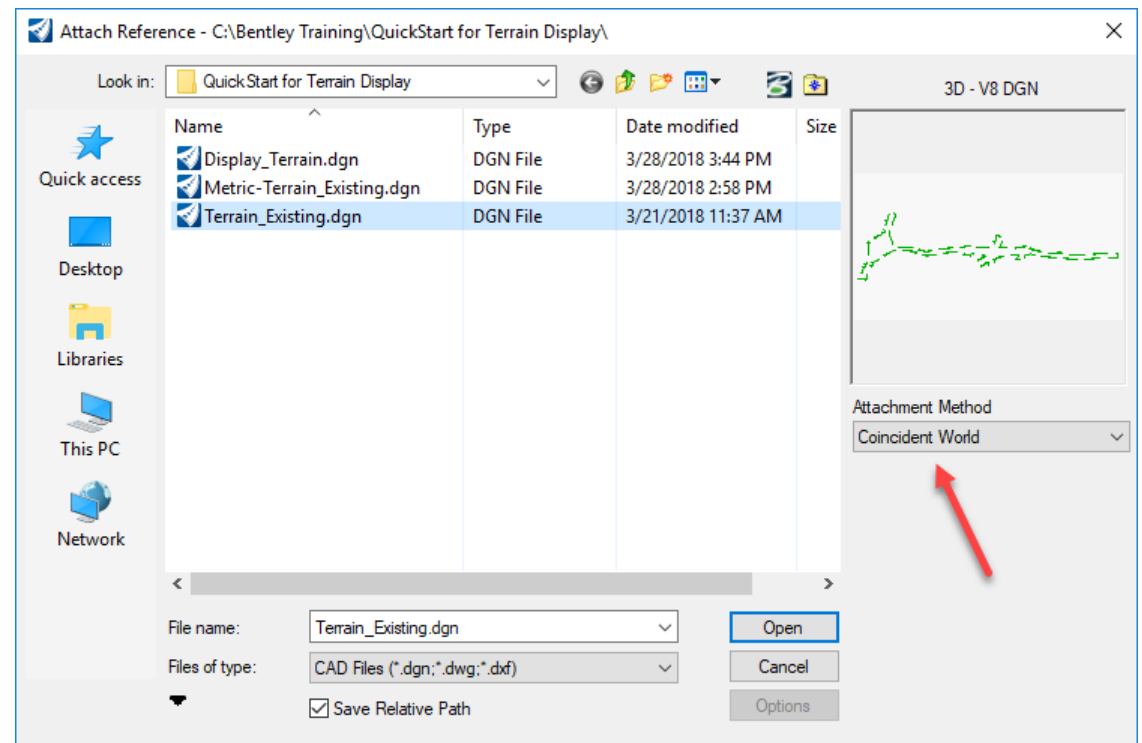 Attach Reference - C:\Bentley Training\QuickStart for Terrain Display\
Look in: QuickStart for Terrain Display
3D - V8 DGN
Name Type Date modified Size
Display_Terrain.dgn DGN File 3/28/2018 3:44 PM
Metric-Terrain_Existing.dgn DGN File 3/28/2018 2:58 PM
Terrain_Existing.dgn DGN File 3/21/2018 11:37 AM
Quick access
Desktop
Libraries
This PC
Network
Attachment Method
Coincident World
File name: Terrain_Existing.dgn Open
Files of type: CAD Files (*.dgn;*.dwg;*.dxf) Cancel
Save Relative Path Options